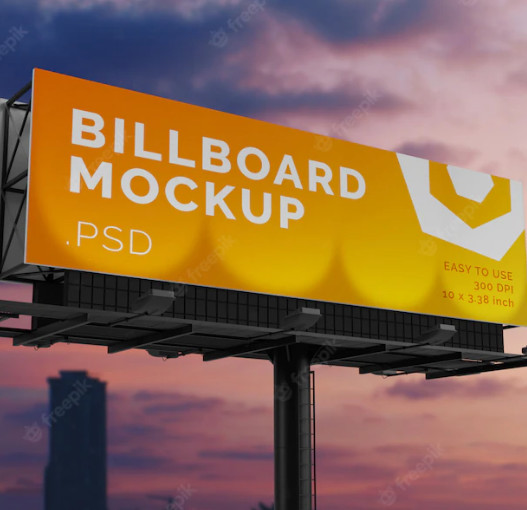 BILLBOARD
MOCKUP
.PSD
EASY TO USE
300 DPI
10 x 3.38 inch
freepik
freepik
freepik
freepik
freepik
freepik